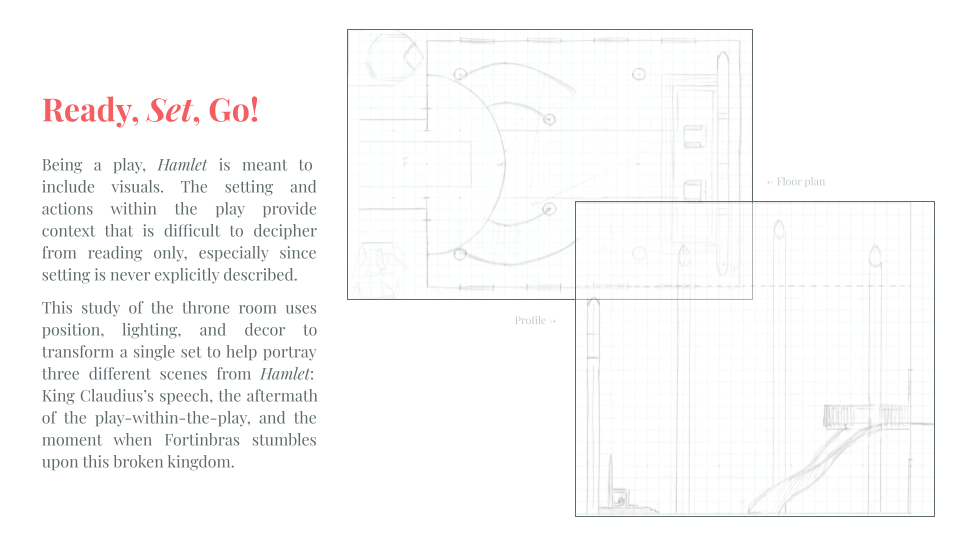 Ready, Set, Go!
Being a play, Hamlet is meant to
include visuals. The setting and
actions within the play provide
context that is difficult to decipher
from reading only, especially since
setting is never explicitly described.
This study of the throne room uses
position, lighting, and decor to
transform a single set to help portray
three different scenes from Hamlet:
King Claudius’s speech, the aftermath
of the play-within-the-play, and the
moment when Fortinbras stumbles
upon this broken kingdom.
← Floor plan
Profile →